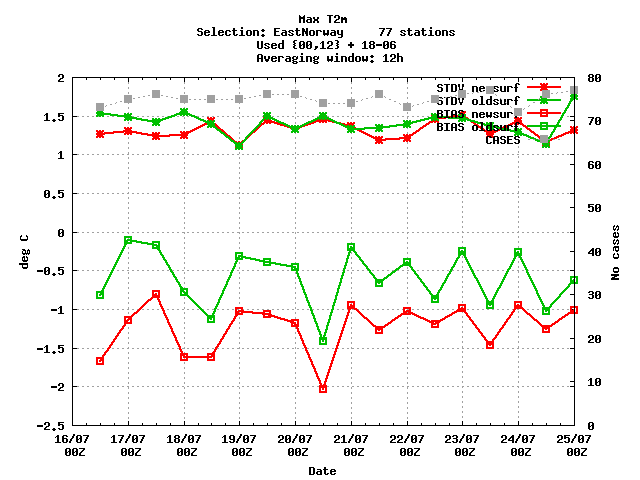 Max T2m
Selection: EastNorway 77 stations
Used {00,12} + 18-06
Averaging window: 12h
STDV newsurf
STDV oldsurf
BIAS newsurf
BIAS oldsurf
CASES
2
1.5
1
0.5
0
-0.5
-1
-1.5
-2
-2.5
deg C
80
70
60
50
40
30
20
10
0
No cases
16/07 17/07 18/07 19/07 20/07 21/07 22/07 23/07 24/07 25/07
00Z 00Z 00Z 00Z 00Z 00Z 00Z 00Z 00Z 00Z
Date